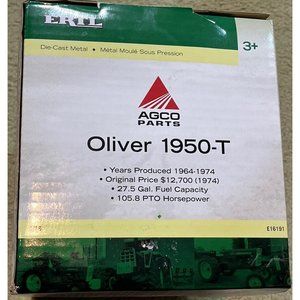 ERTL
Die-Cast Metal • Métal Moulé Sous Pression
3+
AGCO
PARTS
Oliver 1950-T
• Years Produced 1964-1974
• Original Price $12,700 (1974)
• 27.5 Gal. Fuel Capacity
• 105.8 PTO Horsepower
E16191